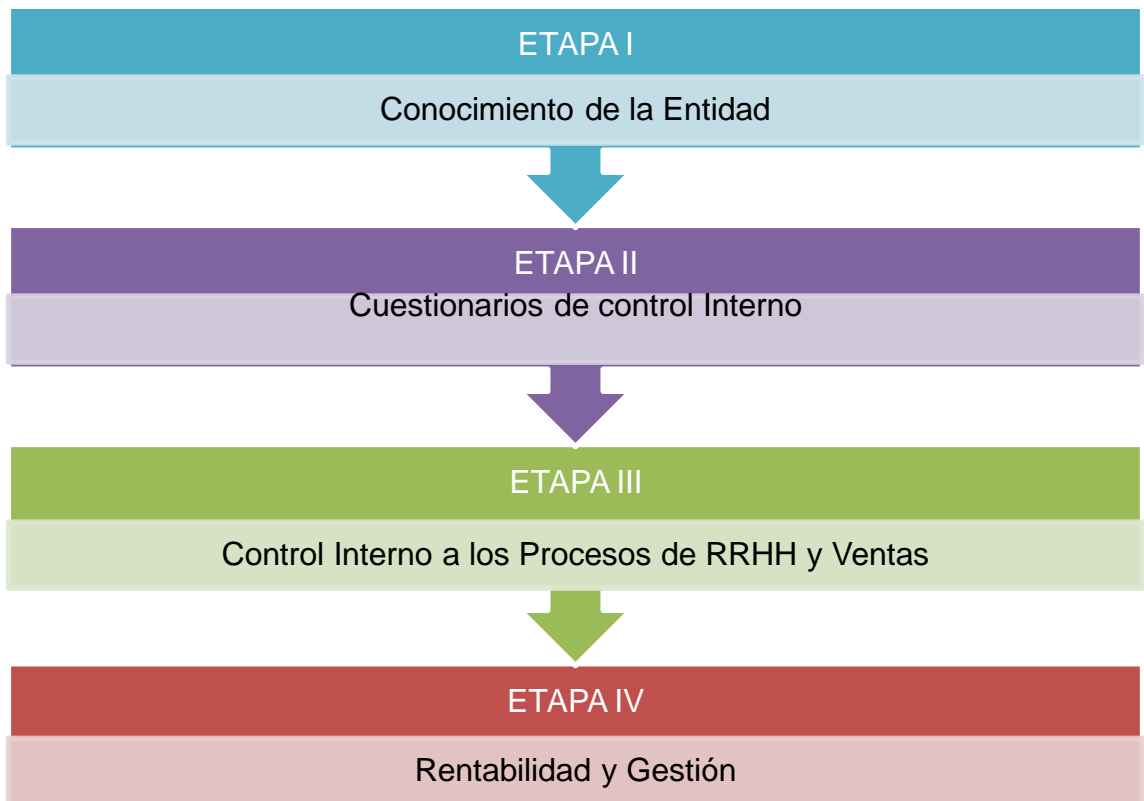 ETAPA I
Conocimiento de la Entidad
ETAPA II
Cuestionarios de control Interno
ETAPA III
Control Interno a los Procesos de RRHH y Ventas
ETAPA IV
Rentabilidad y Gestión